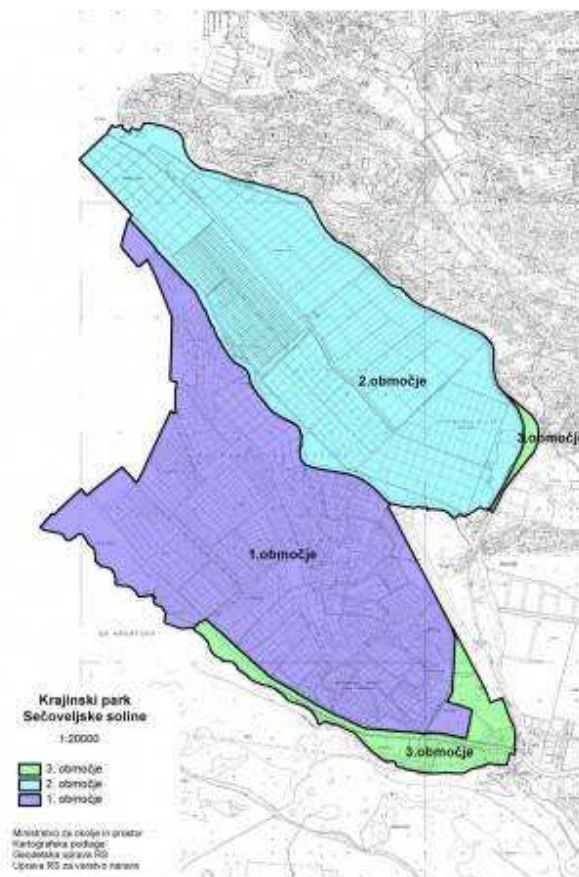 2.območje
3.območje
1.območje
Krajinski park
Sečoveljske soline
1:20000
3.območje
3. območje
2. območje
1. območje
Ministrstvo za okolje in prostor
Kartografska podlaga:
Geodetska uprava RS
Uprava RS za varstvo narave